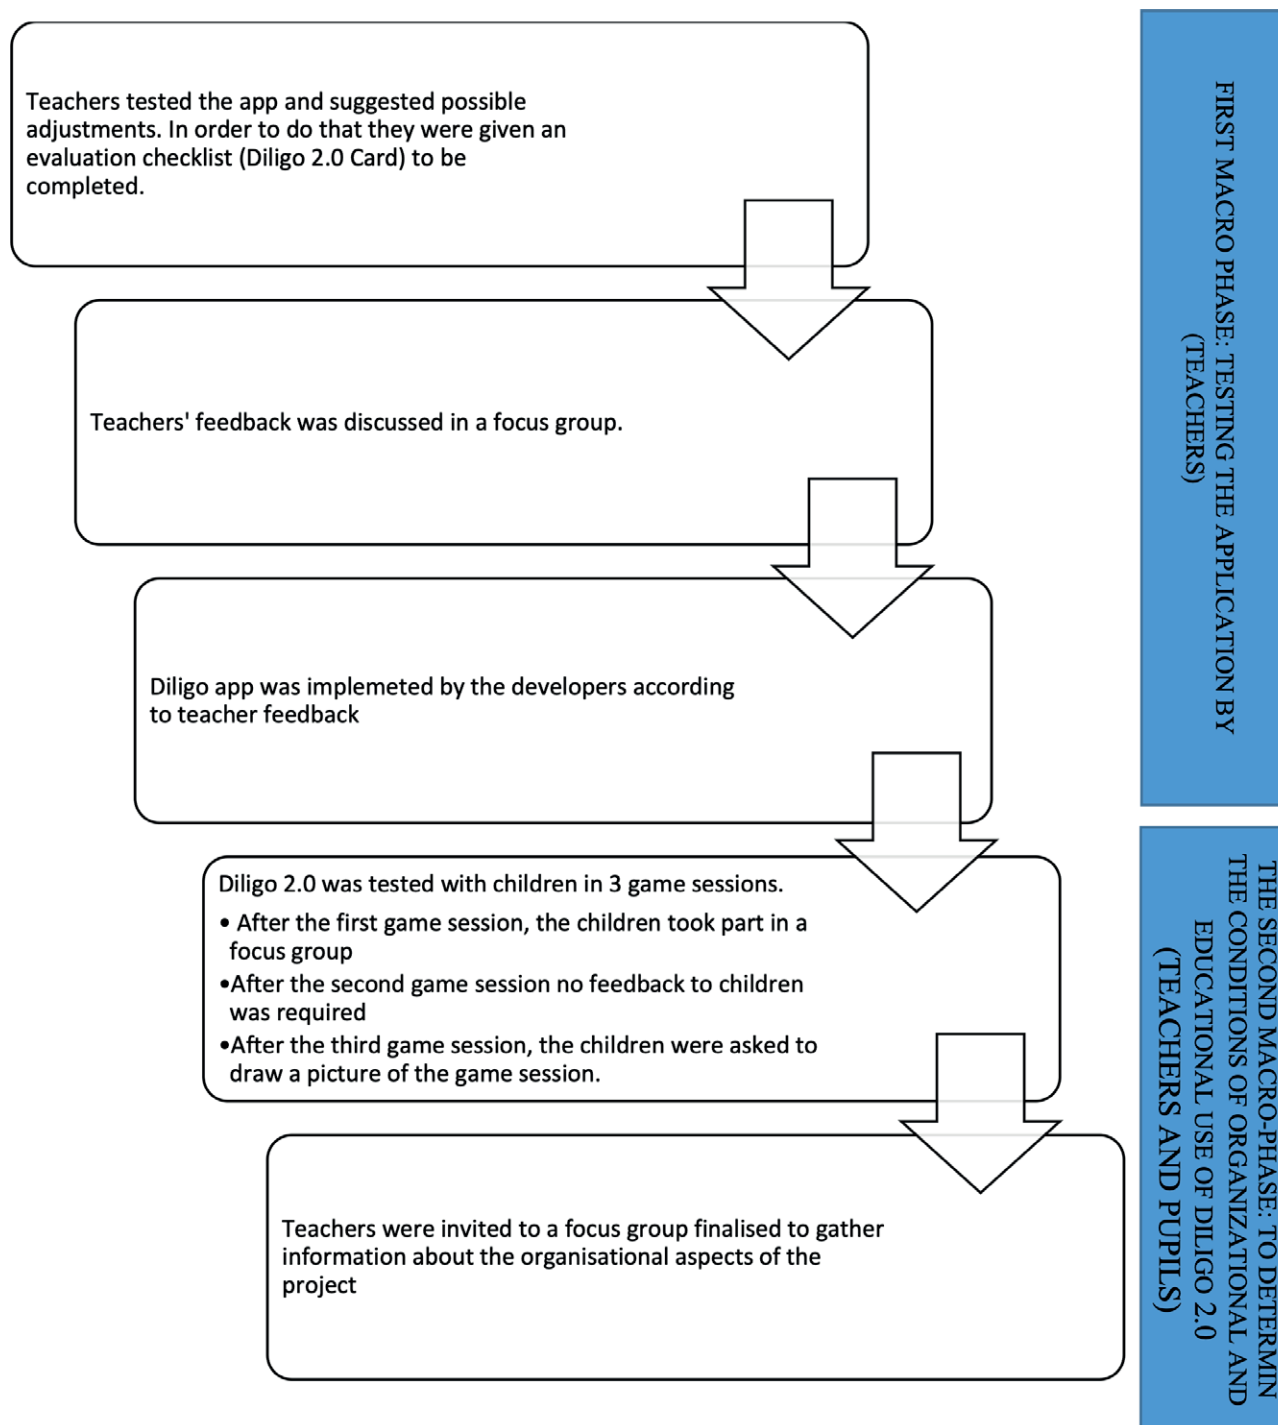 Teachers tested the app and suggested possible
adjustments. In order to do that they were given an
evaluation checklist (Diligo 2.0 Card) to be
completed.
Teachers' feedback was discussed in a focus group.
Diligo app was implemeted by the developers according
to teacher feedback
Diligo 2.0 was tested with children in 3 game sessions.
• After the first game session, the children took part in a
focus group
•After the second game session no feedback to children
was required
•After the third game session, the children were asked to
draw a picture of the game session.
Teachers were invited to a focus group finalised to gather
information about the organisational aspects of the
project
FIRST MACRO PHASE: TESTING THE APPLICATION BY
(TEACHERS)
THE SECOND MACRO-PHASE: TO DETERMIN
THE CONDITIONS OF ORGANIZATIONAL AND
EDUCATIONAL USE OF DILIGO 2.0
(TEACHERS AND PUPILS)